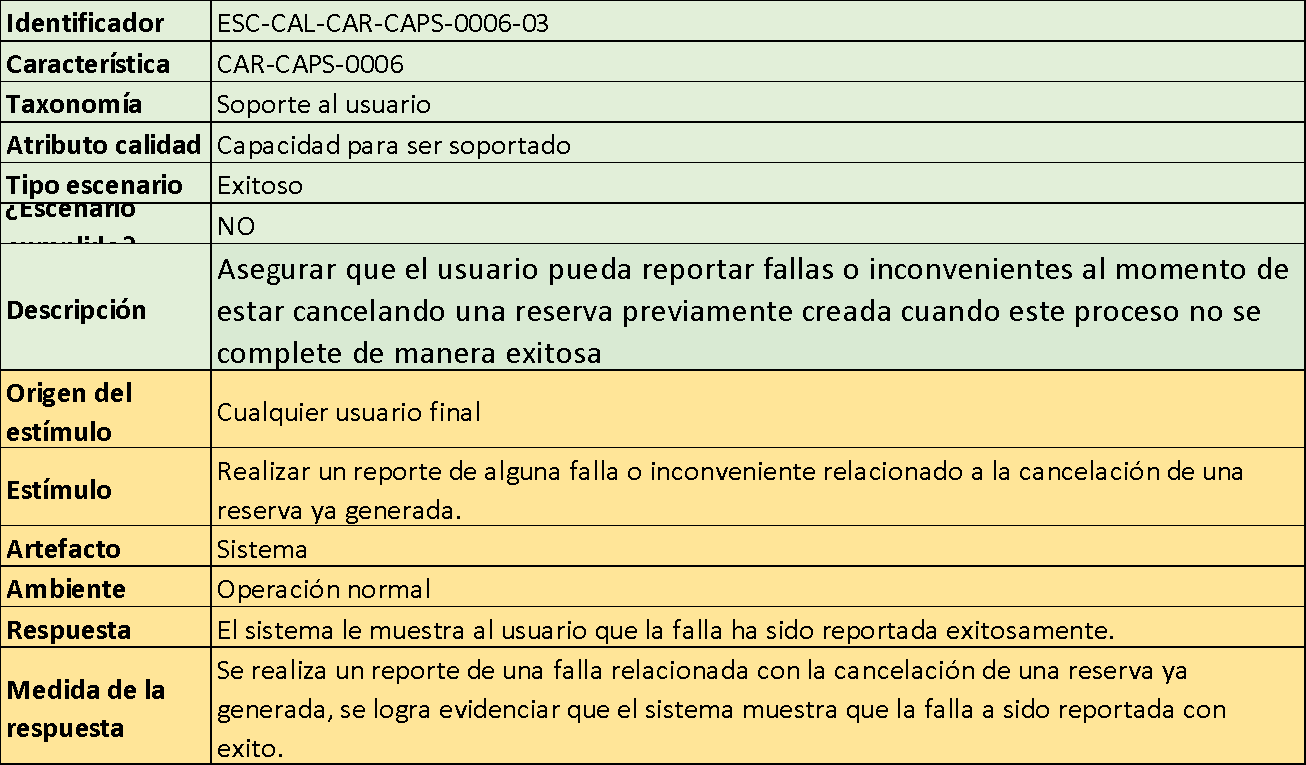 Identificador ESC-CAL-CAR-CAPS-0006-03
Característica CAR-CAPS-0006
Taxonomía Soporte al usuario
Atributo calidad Capacidad para ser soportado
Tipo escenario Exitoso
¿Escenario
cumplido? NO
Descripción
Asegurar que el usuario pueda reportar fallas o inconvenientes al momento de
estar cancelando una reserva previamente creada cuando este proceso no se
complete de manera exitosa
Origen del
estímulo
Cualquier usuario final
Estímulo
Realizar un reporte de alguna falla o inconveniente relacionado a la cancelación de una
reserva ya generada.
Artefacto Sistema
Ambiente Operación normal
Respuesta El sistema le muestra al usuario que la falla ha sido reportada exitosamente.
Medida de la
respuesta
Se realiza un reporte de una falla relacionada con la cancelación de una reserva ya
generada, se logra evidenciar que el sistema muestra que la falla a sido reportada con
exito.